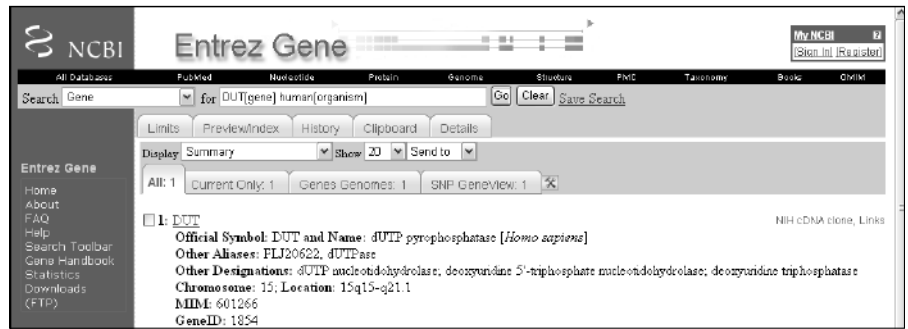 NCBI
Entrez Gene
My NCBI
[Sign In] [Register]
All Databases PubMed Nucleotide Protein Genome Structure PMC Taxonomy Books OMIM
Search Gene for DUT[gene] human[organism] Go Clear Save Search
Limits Preview/Index History Clipboard Details
Display Summary Show 20 Send to
All: 1 Current Only: 1 Genes Genomes: 1 SNP GeneView: 1
Entrez Gene
Home
About
FAQ
Help
Search Toolbar
Gene Handbook
Statistics
Downloads
(FTP)
1: DUT NIH cDNA clone, Links
Official Symbol: DUT and Name: dUTP pyrophosphatase [Homo sapiens]
Other Aliases: FLJ20622, dUTPase
Other Designations: dUTP nucleotidohydrolase; deoxyuridine 5'-triphosphate nucleotidohydrolase; deoxyuridine triphosphatase
Chromosome: 15; Location: 15q15-q21.1
MIM: 601266
GeneID: 1854